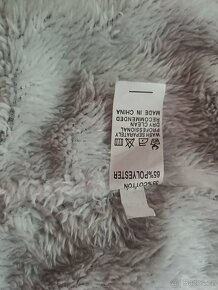 35%COTTON
65%POLYESTER
WASH SEPARATELY
PROFESSIONAL
DRY CLEAN
RECOMMENDED
MADE IN CHINA